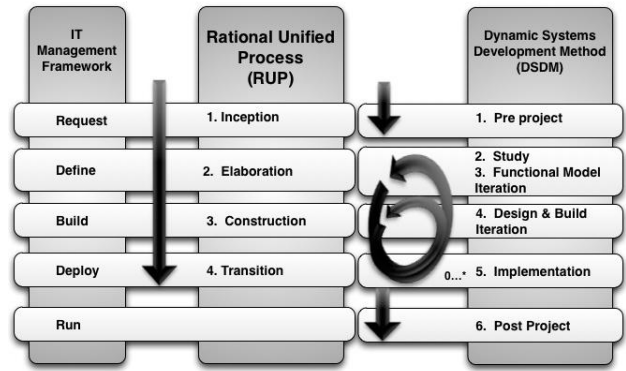 IT
Management
Framework
Rational Unified
Process
(RUP)
Dynamic Systems
Development Method
(DSDM)
Request
1. Inception
1. Pre project
Define
2. Elaboration
2. Study
3. Functional Model
Iteration
Build
3. Construction
4. Design & Build
Iteration
Deploy
4. Transition
0...*
5. Implementation
Run
6. Post Project